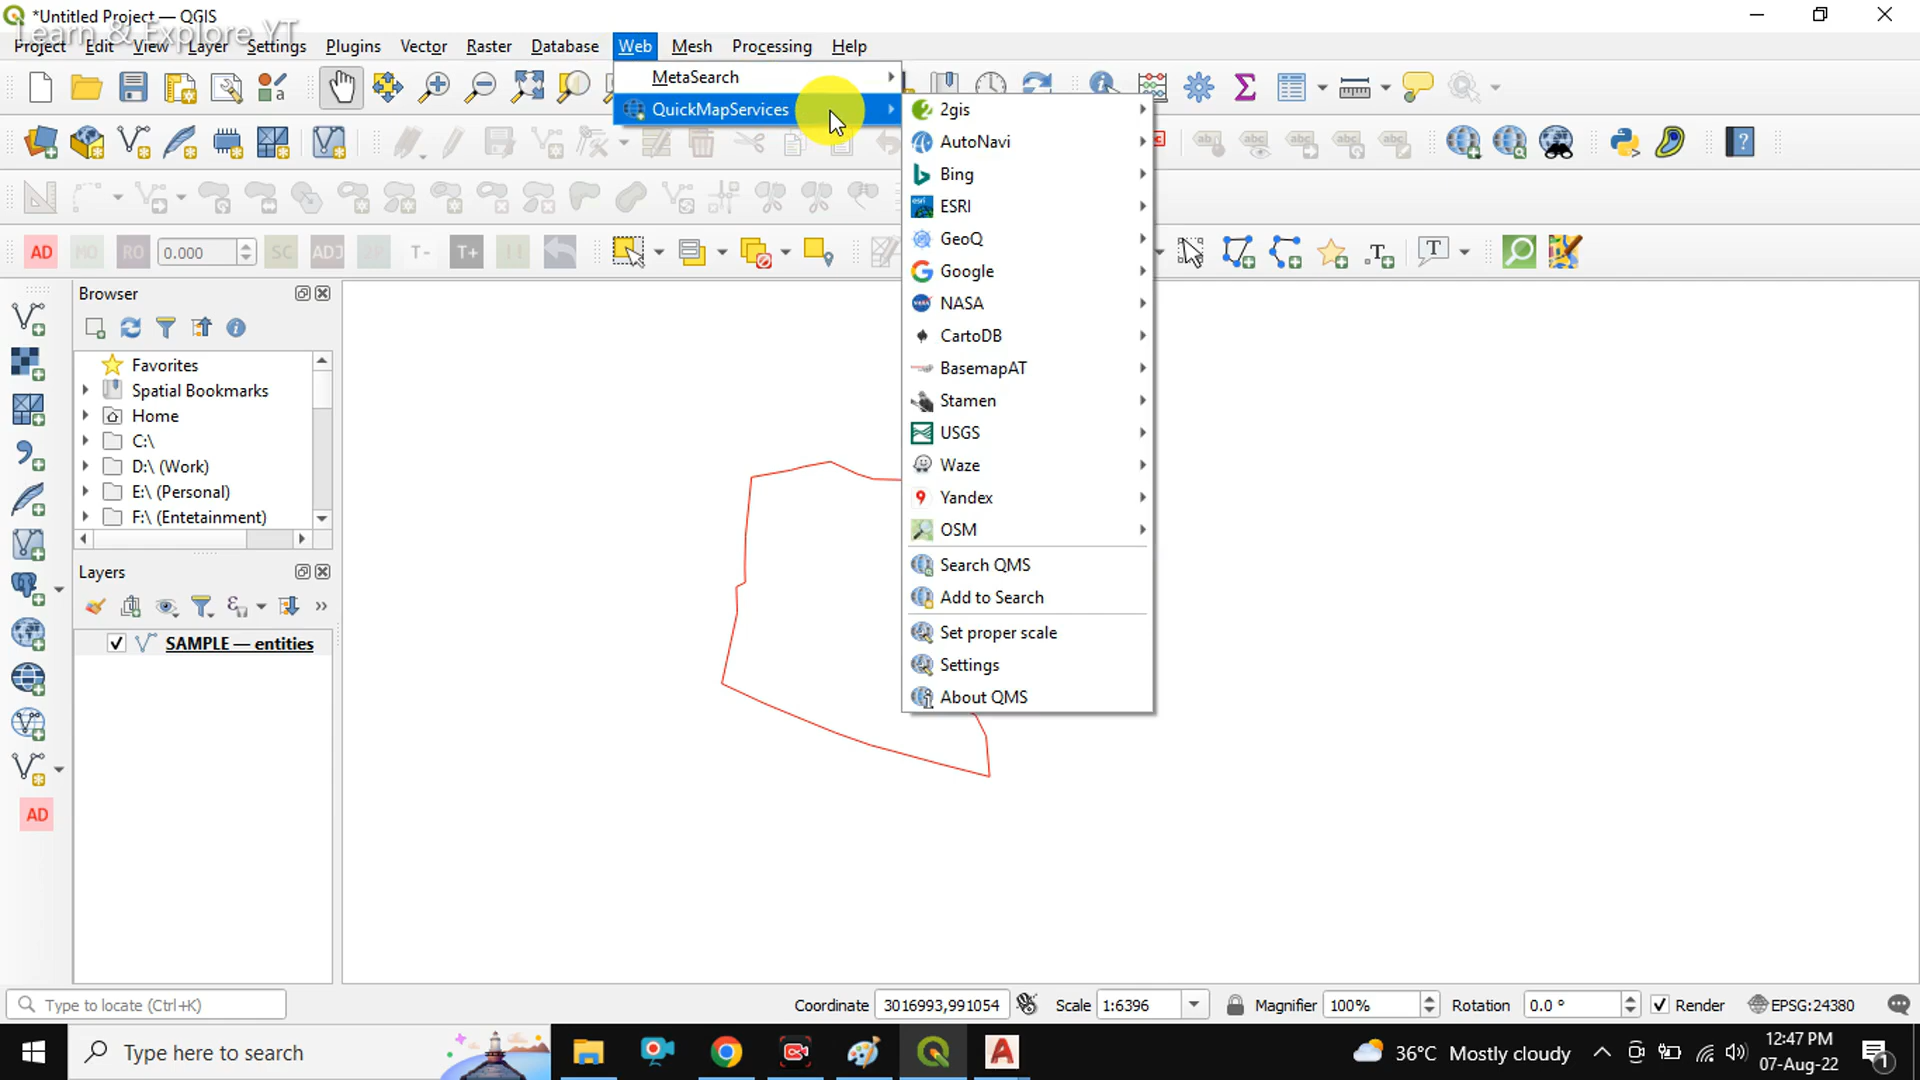 *Untitled Project — QGIS
Learn & Explore YT
Project Edit View Layer Settings Plugins Vector Raster Database Web Mesh Processing Help
MetaSearch
QuickMapServices
2gis
AutoNavi
Bing
ESRI
GeoQ
Google
NASA
CartoDB
BasemapAT
Stamen
USGS
Waze
Yandex
OSM
Search QMS
Add to Search
Set proper scale
Settings
About QMS
AD MO RO 0.000 SC ADJ T- T+
Browser
Favorites
Spatial Bookmarks
Home
C:\
D:\ (Work)
E:\ (Personal)
F:\ (Entetainment)
Layers
SAMPLE — entities
AD
Type to locate (Ctrl+K)
Coordinate 3016993,991054 Scale 1:6396 Magnifier 100% Rotation 0.0 ° Render EPSG:24380
Type here to search
36°C Mostly cloudy
12:47 PM
07-Aug-22
1